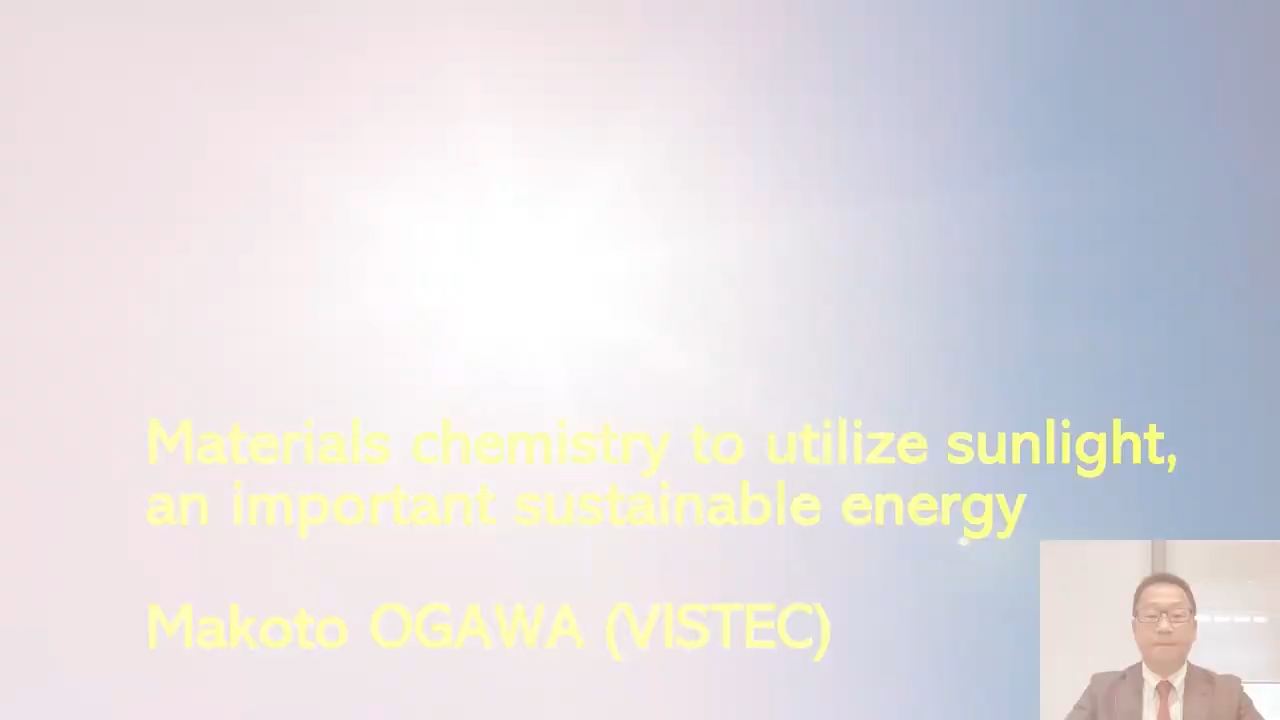 Materials chemistry to utilize sunlight,
an important sustainable energy
Makoto OGAWA (VISTEC)